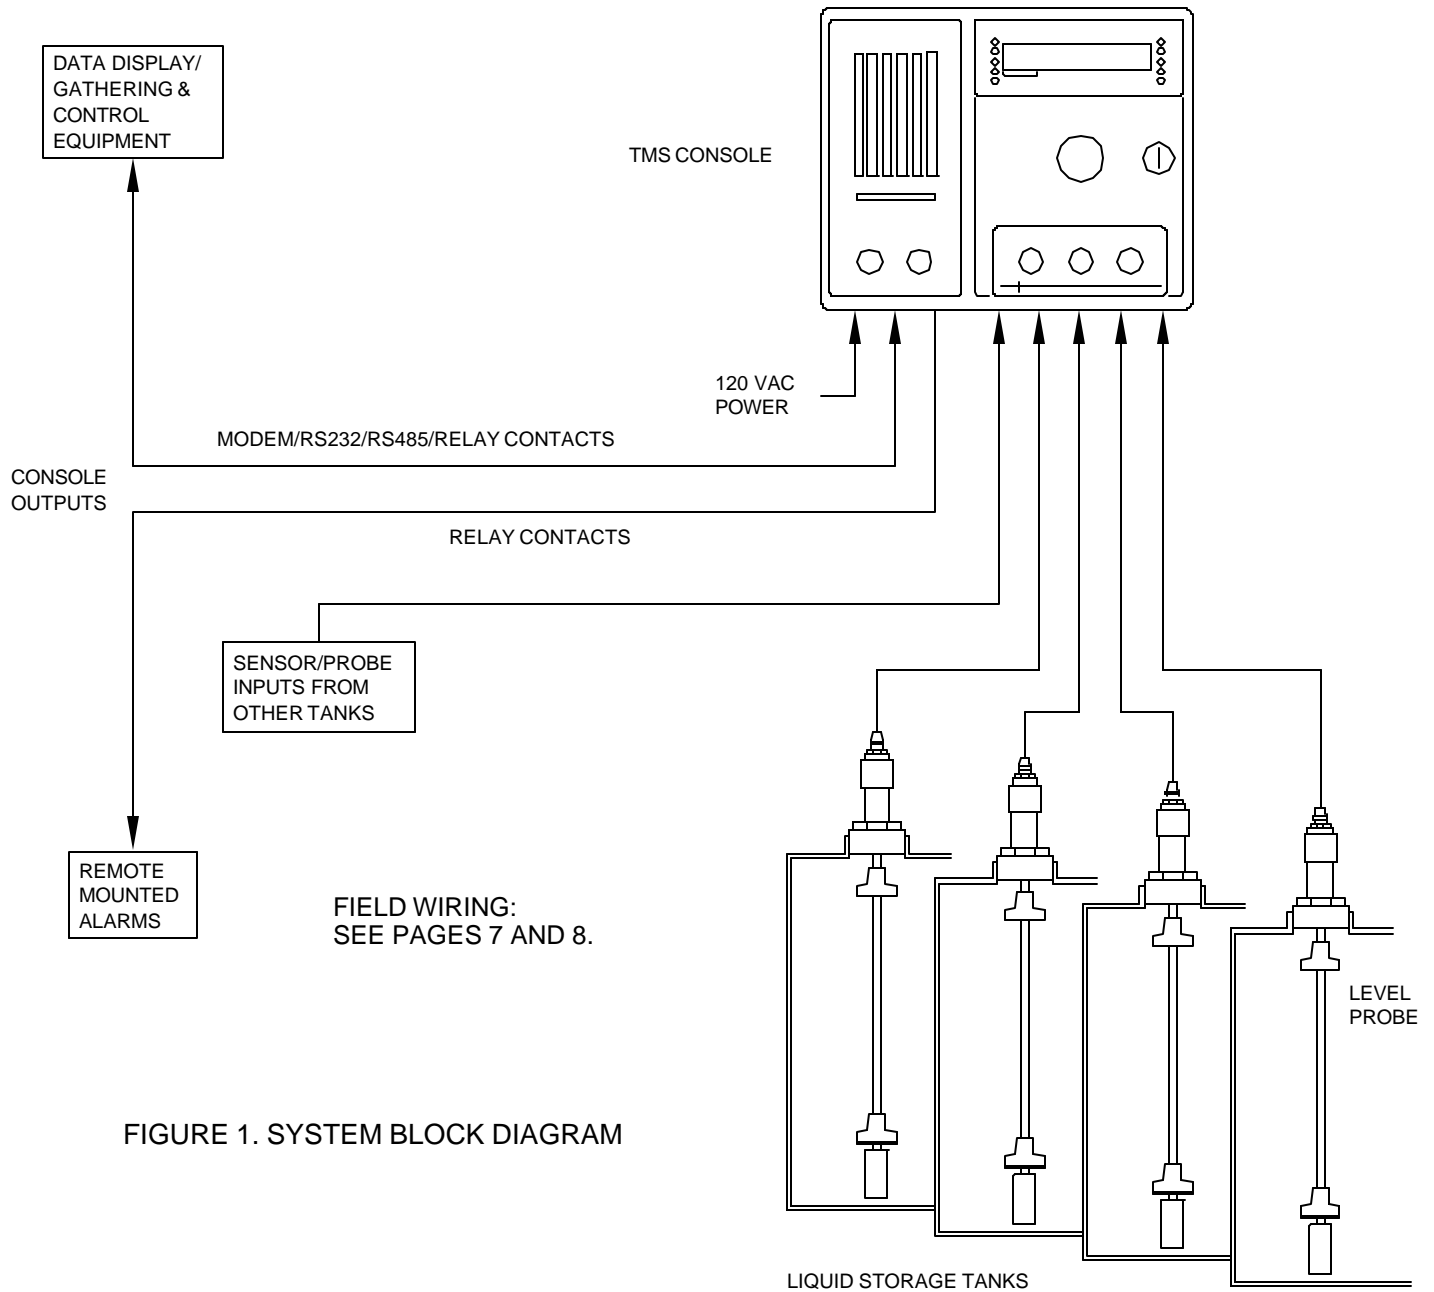 DATA DISPLAY/
GATHERING &
CONTROL
EQUIPMENT
TMS CONSOLE
120 VAC
POWER
MODEM/RS232/RS485/RELAY CONTACTS
CONSOLE
OUTPUTS
RELAY CONTACTS
SENSOR/PROBE
INPUTS FROM
OTHER TANKS
REMOTE
MOUNTED
ALARMS
FIELD WIRING:
SEE PAGES 7 AND 8.
LEVEL
PROBE
FIGURE 1. SYSTEM BLOCK DIAGRAM
LIQUID STORAGE TANKS